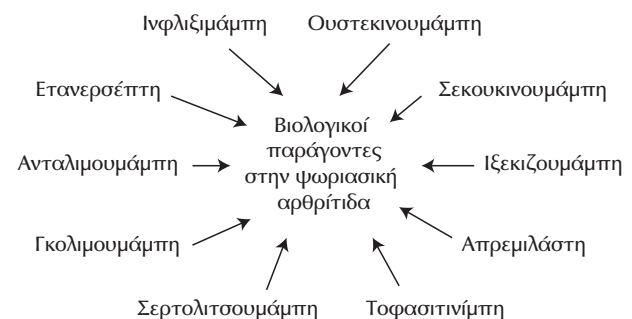 Ινφλιξιμάμπη
Ουστεκινουμάμπη
Ετανερσέπτη
Σεκουκινουμάμπη
Βιολογικοί
παράγοντες
στην ψωριασική
αρθρίτιδα
Ανταλιμουμάμπη
Ιξεκιζουμάμπη
Γκολιμουμάμπη
Απρεμιλάστη
Σερτολιτσουμάμπη
Τοφασιτινίμπη